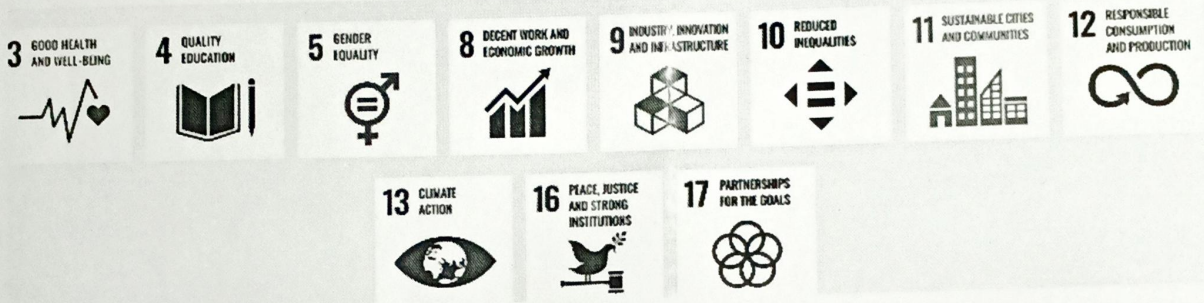 3 GOOD HEALTH
AND WELL-BEING
4 QUALITY
EDUCATION
5 GENDER
EQUALITY
8 DECENT WORK AND
ECONOMIC GROWTH
9 INDUSTRY, INNOVATION
AND INFRASTRUCTURE
10 REDUCED
INEQUALITIES
11 SUSTAINABLE CITIES
AND COMMUNITIES
12 RESPONSIBLE
CONSUMPTION
AND PRODUCTION
13 CLIMATE
ACTION
16 PEACE, JUSTICE
AND STRONG
INSTITUTIONS
17 PARTNERSHIPS
FOR THE GOALS